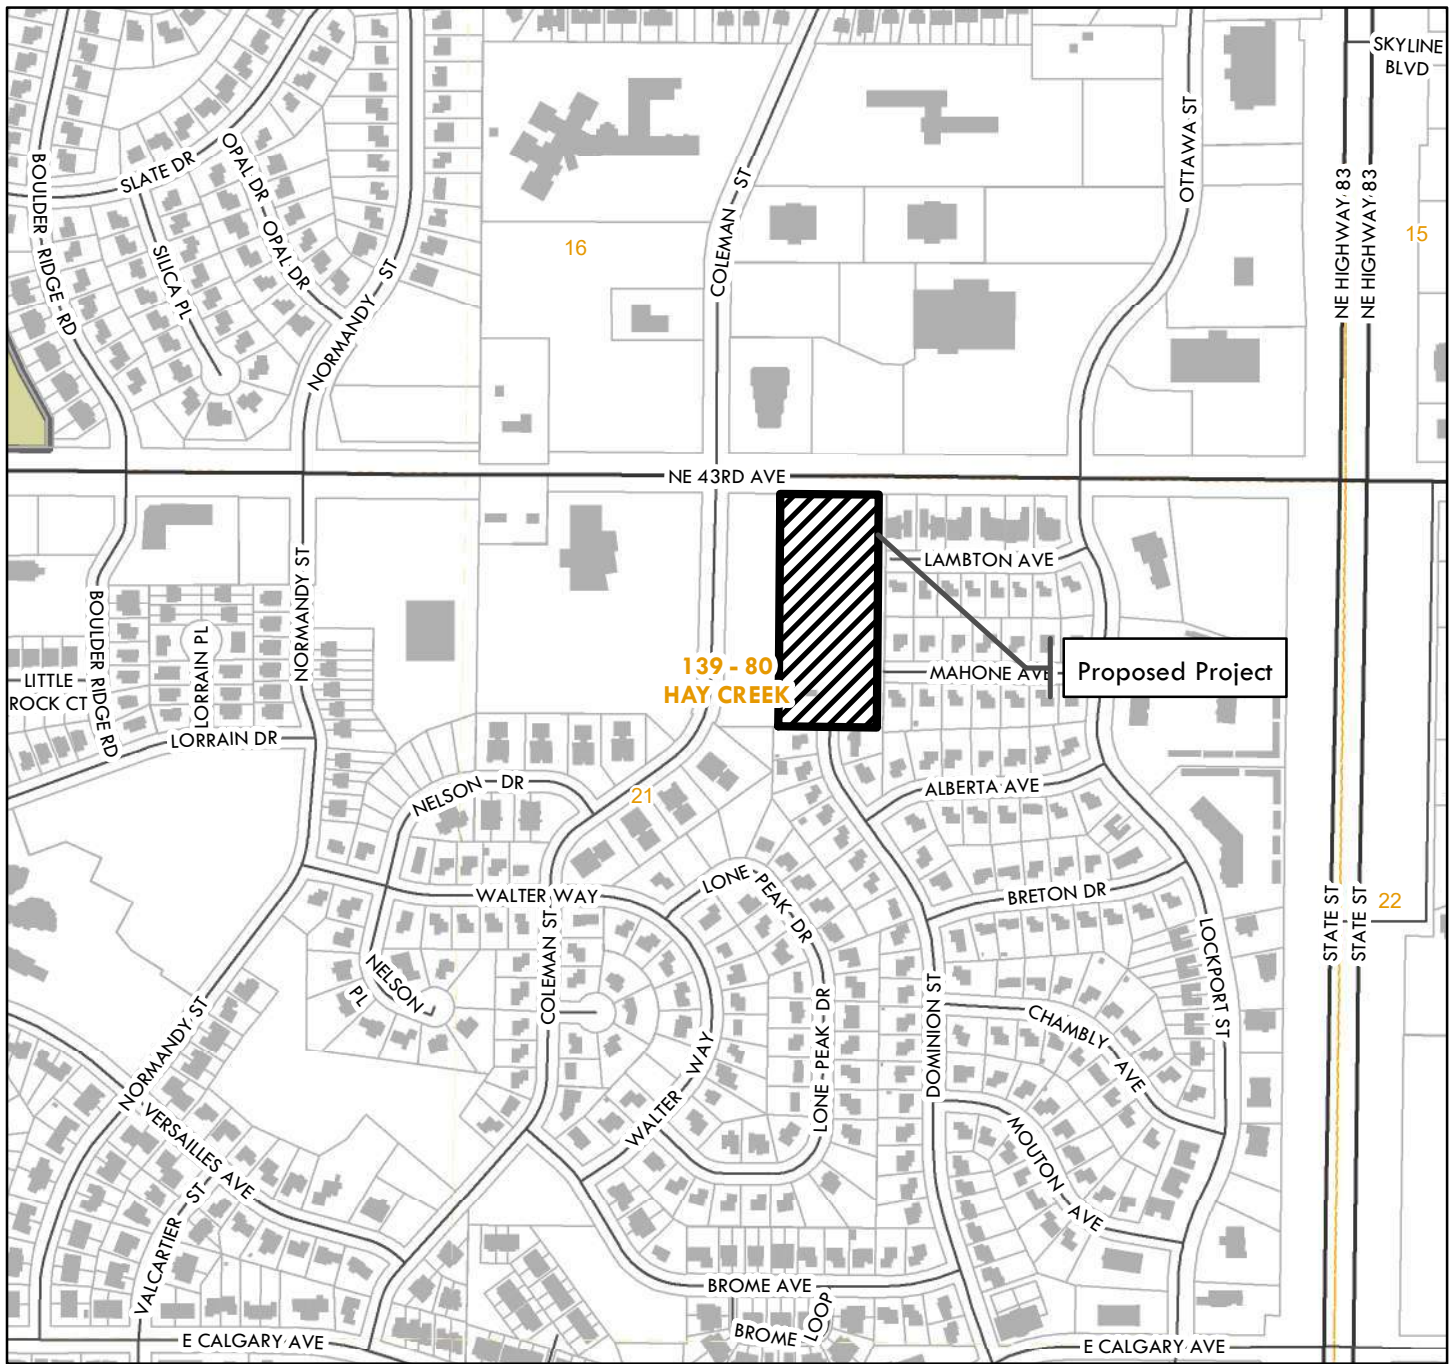 SKYLINE
BLVD
BOULDER RIDGE RD
SLATE DR
OPAL DR
OPAL DR
SILICA PL
NORMANDY ST
16
COLEMAN ST
OTTAWA ST
NE HIGHWAY 83
NE HIGHWAY 83
15
NE 43RD AVE
LAMBTON AVE
NORMANDY ST
BOULDER RIDGE RD
LORRAIN PL
LITTLE
ROCK CT
LORRAIN DR
139 - 80
HAY CREEK
MAHONE AVE
Proposed Project
NELSON DR
21
ALBERTA AVE
WALTER WAY
LONE PEAK DR
BRETON DR
LOCKPORT ST
STATE ST
STATE ST
22
NELSON
PL
COLEMAN ST
NORMANDY ST
WALTER WAY
LONE PEAK DR
DOMINION ST
CHAMBLY AVE
MOUTON AVE
VERSAILLES AVE
VALCARTIER ST
BROME AVE
BROME LOOP
E CALGARY AVE
E CALGARY AVE